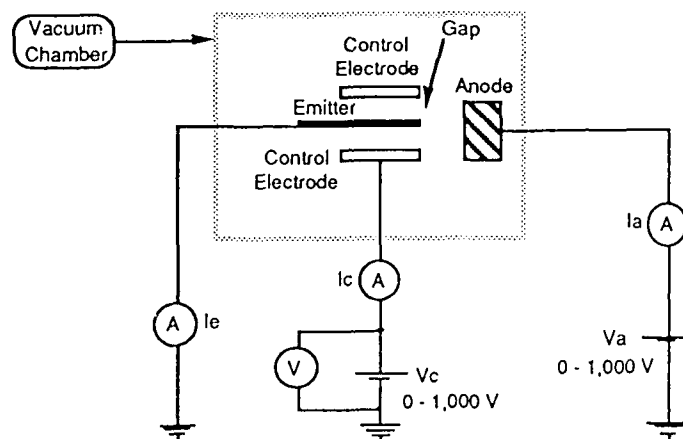 Vacuum
Chamber
Control
Electrode
Gap
Anode
Emitter
Control
Electrode
Ia
A
Ic
A
A
Ie
V
Vc
0 - 1,000 V
Va
0 - 1,000 V